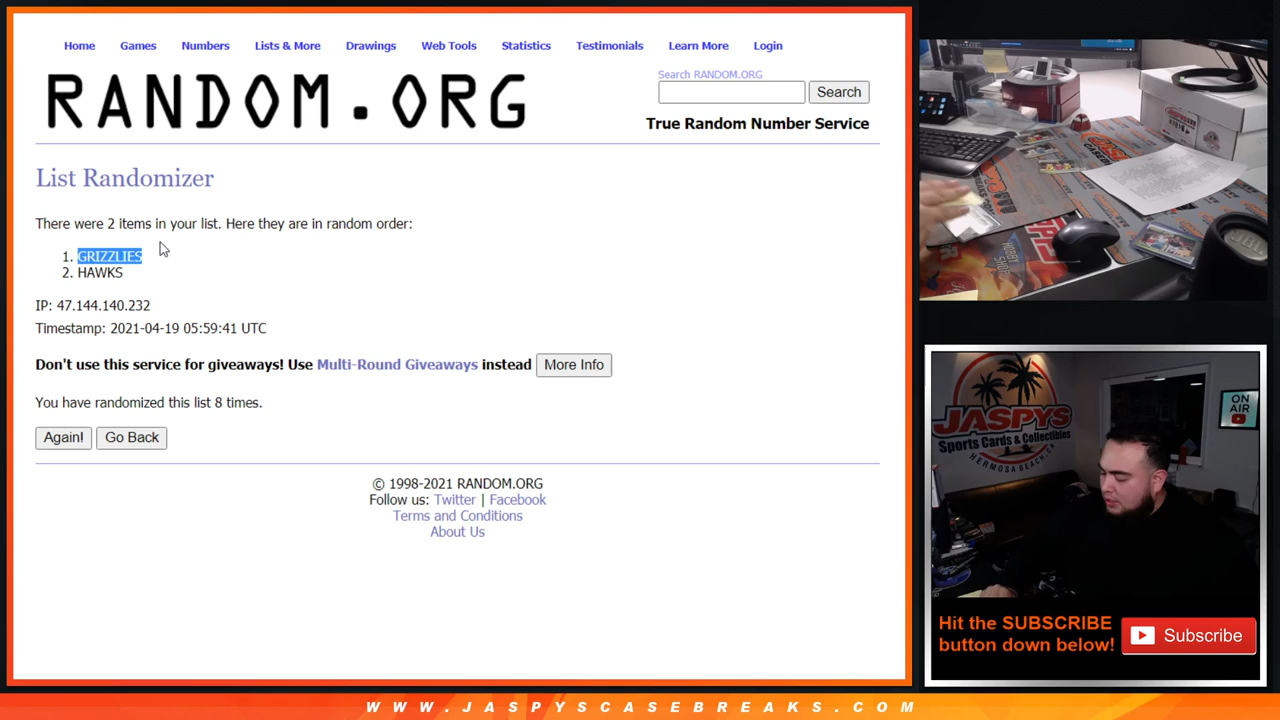 Home Games Numbers Lists & More Drawings Web Tools Statistics Testimonials Learn More Login
RANDOM.ORG
Search RANDOM.ORG
Search
True Random Number Service
List Randomizer
There were 2 items in your list. Here they are in random order:
1. GRIZZLIES
2. HAWKS
IP: 47.144.140.232
Timestamp: 2021-04-19 05:59:41 UTC
Don't use this service for giveaways! Use Multi-Round Giveaways instead More Info
You have randomized this list 8 times.
Again! Go Back
© 1998-2021 RANDOM.ORG
Follow us: Twitter | Facebook
Terms and Conditions
About Us
JBL
JASPYS
Sports Cards & Collectibles
HERMOSA BEACH, CA
ON
AIR
Hit the SUBSCRIBE
button down below!
Subscribe
WWW.JASPYSCASEBREAKS.COM